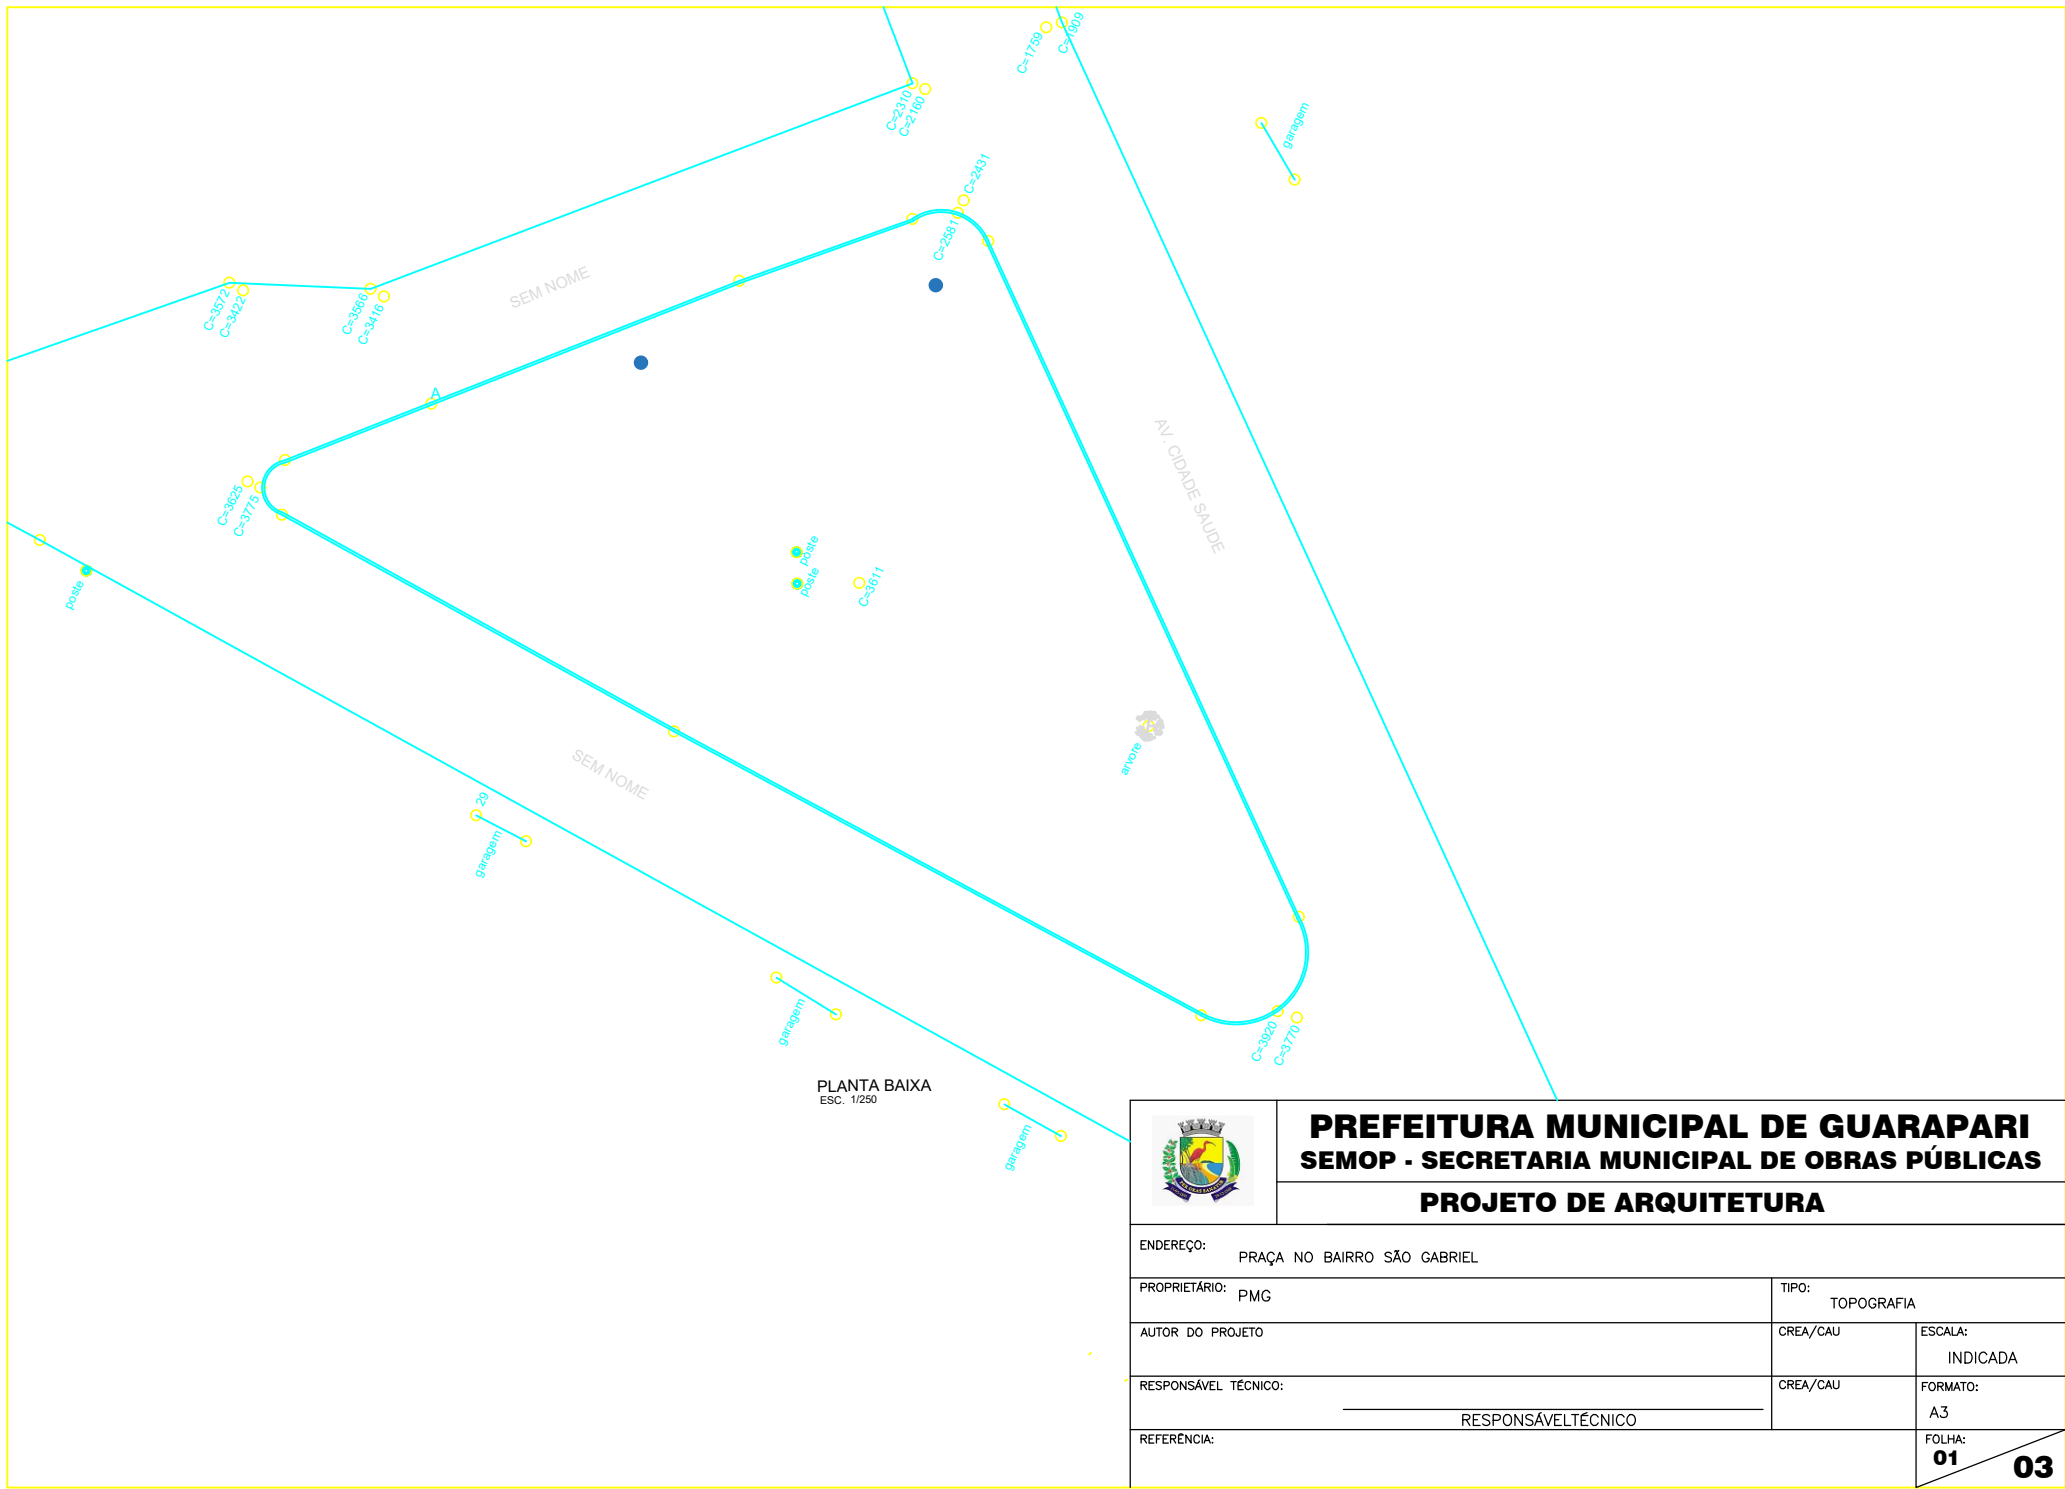 C=1759
C=1909
C=2310
C=2160
garagem
C=2431
C=2581
SEM NOME
C=3572
C=3422
C=3566
C=3416
A
AV. CIDADE SAUDE
C=3625
C=3775
poste
poste
poste
C=3611
arvore
SEM NOME
29
garagem
garagem
C=3920
C=3770
garagem
PLANTA BAIXA
ESC. 1/250
PREFEITURA MUNICIPAL DE GUARAPARI
SEMOP - SECRETARIA MUNICIPAL DE OBRAS PÚBLICAS
PROJETO DE ARQUITETURA
ENDEREÇO:
PRAÇA NO BAIRRO SÃO GABRIEL
PROPRIETÁRIO: PMG
TIPO:
TOPOGRAFIA
AUTOR DO PROJETO
CREA/CAU
ESCALA:
INDICADA
RESPONSÁVEL TÉCNICO:
RESPONSÁVELTÉCNICO
CREA/CAU
FORMATO:
A3
REFERÊNCIA:
FOLHA:
01
03